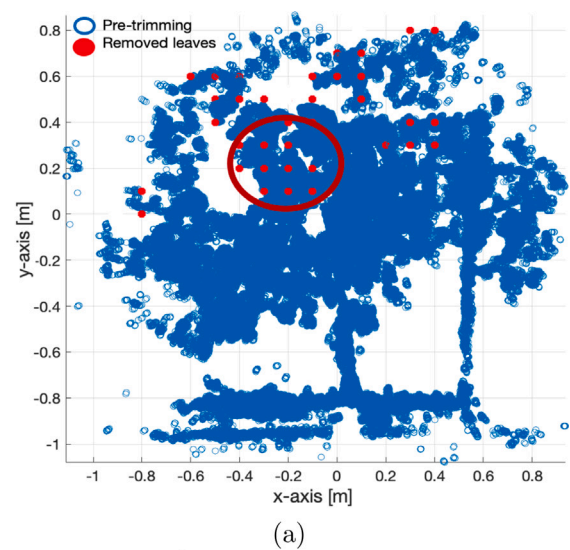 Pre-trimming
Removed leaves
0.8
0.6
0.4
0.2
0
-0.2
-0.4
-0.6
-0.8
-1
y-axis [m]
-1 -0.8 -0.6 -0.4 -0.2 0 0.2 0.4 0.6 0.8
x-axis [m]
(a)